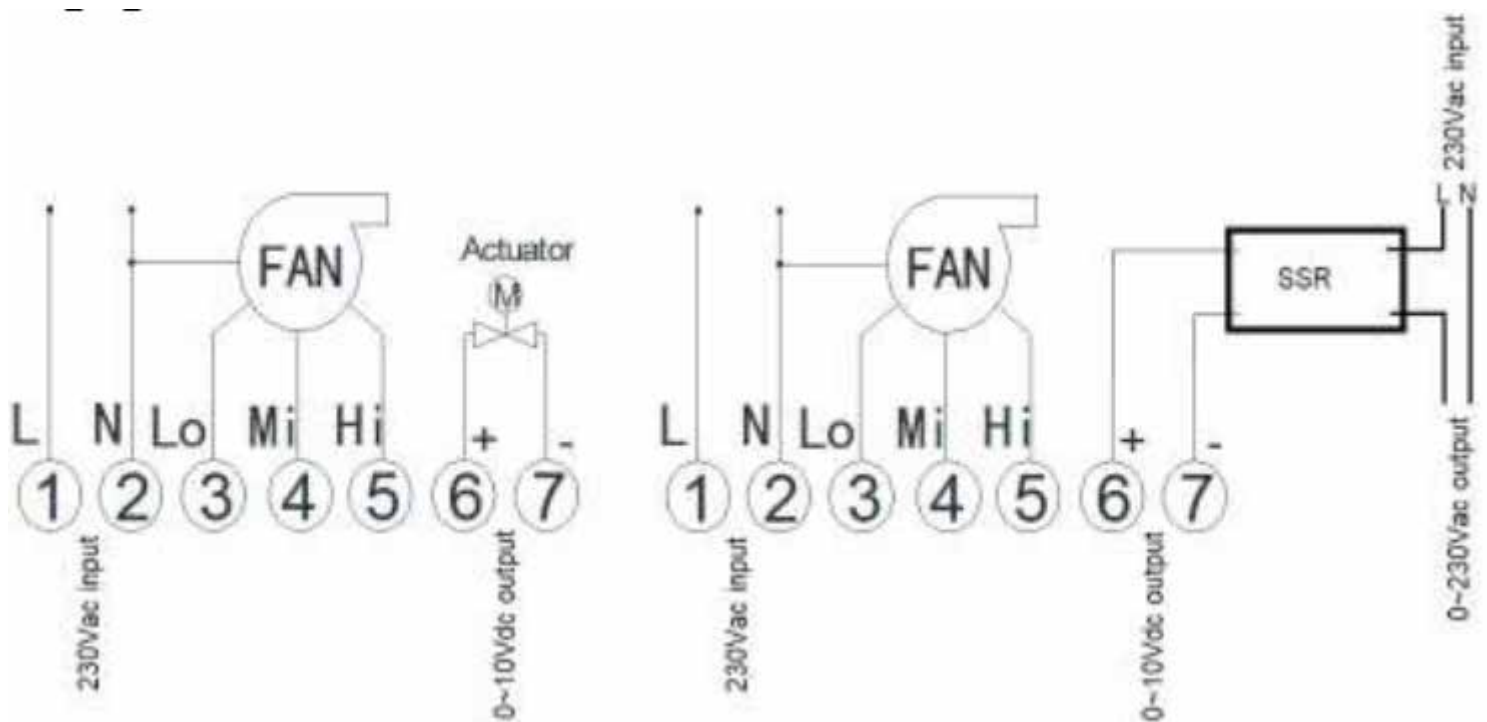 FAN
Actuator
M
L N Lo Mi Hi + -
1 2 3 4 5 6 7
230Vac input
0~10Vdc output
230Vac input
L N
FAN
SSR
L N Lo Mi Hi + -
1 2 3 4 5 6 7
230Vac input
0~10Vdc output
0~230Vac output